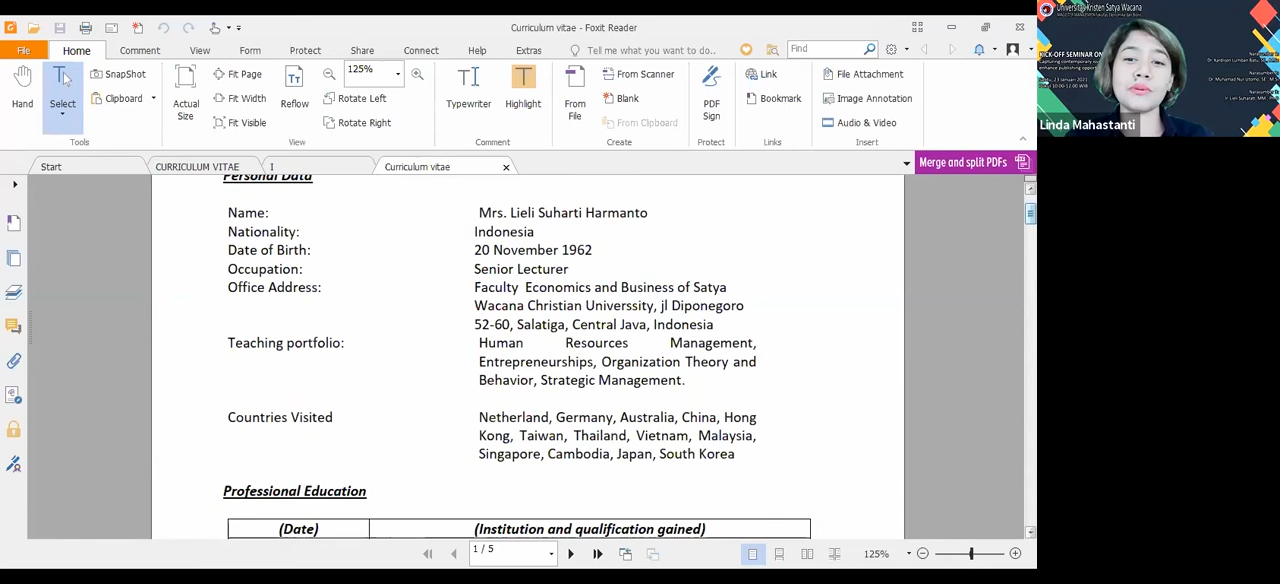 Curriculum vitae - Foxit Reader
File Home Comment View Form Protect Share Connect Help Extras Tell me what you want to do.. Find
Hand Select SnapShot Clipboard Actual Size Fit Page Fit Width Fit Visible Reflow 125% Rotate Left Rotate Right Typewriter Highlight From File From Scanner Blank From Clipboard PDF Sign Link Bookmark File Attachment Image Annotation Audio & Video
Tools View Comment Create Protect Links Insert
Start CURRICULUM VITAE I Curriculum vitae Merge and split PDFs
Personal Data
Name: Mrs. Lieli Suharti Harmanto
Nationality: Indonesia
Date of Birth: 20 November 1962
Occupation: Senior Lecturer
Office Address: Faculty Economics and Business of Satya
Wacana Christian Universsity, jl Diponegoro
52-60, Salatiga, Central Java, Indonesia
Teaching portfolio: Human Resources Management,
Entrepreneurships, Organization Theory and
Behavior, Strategic Management.
Countries Visited Netherland, Germany, Australia, China, Hong
Kong, Taiwan, Thailand, Vietnam, Malaysia,
Singapore, Cambodia, Japan, South Korea
Professional Education
(Date) (Institution and qualification gained)
1 / 5 125%
Universitas Kristen Satya Wacana
KICK-OFF SEMINAR ON
Linda Mahastanti